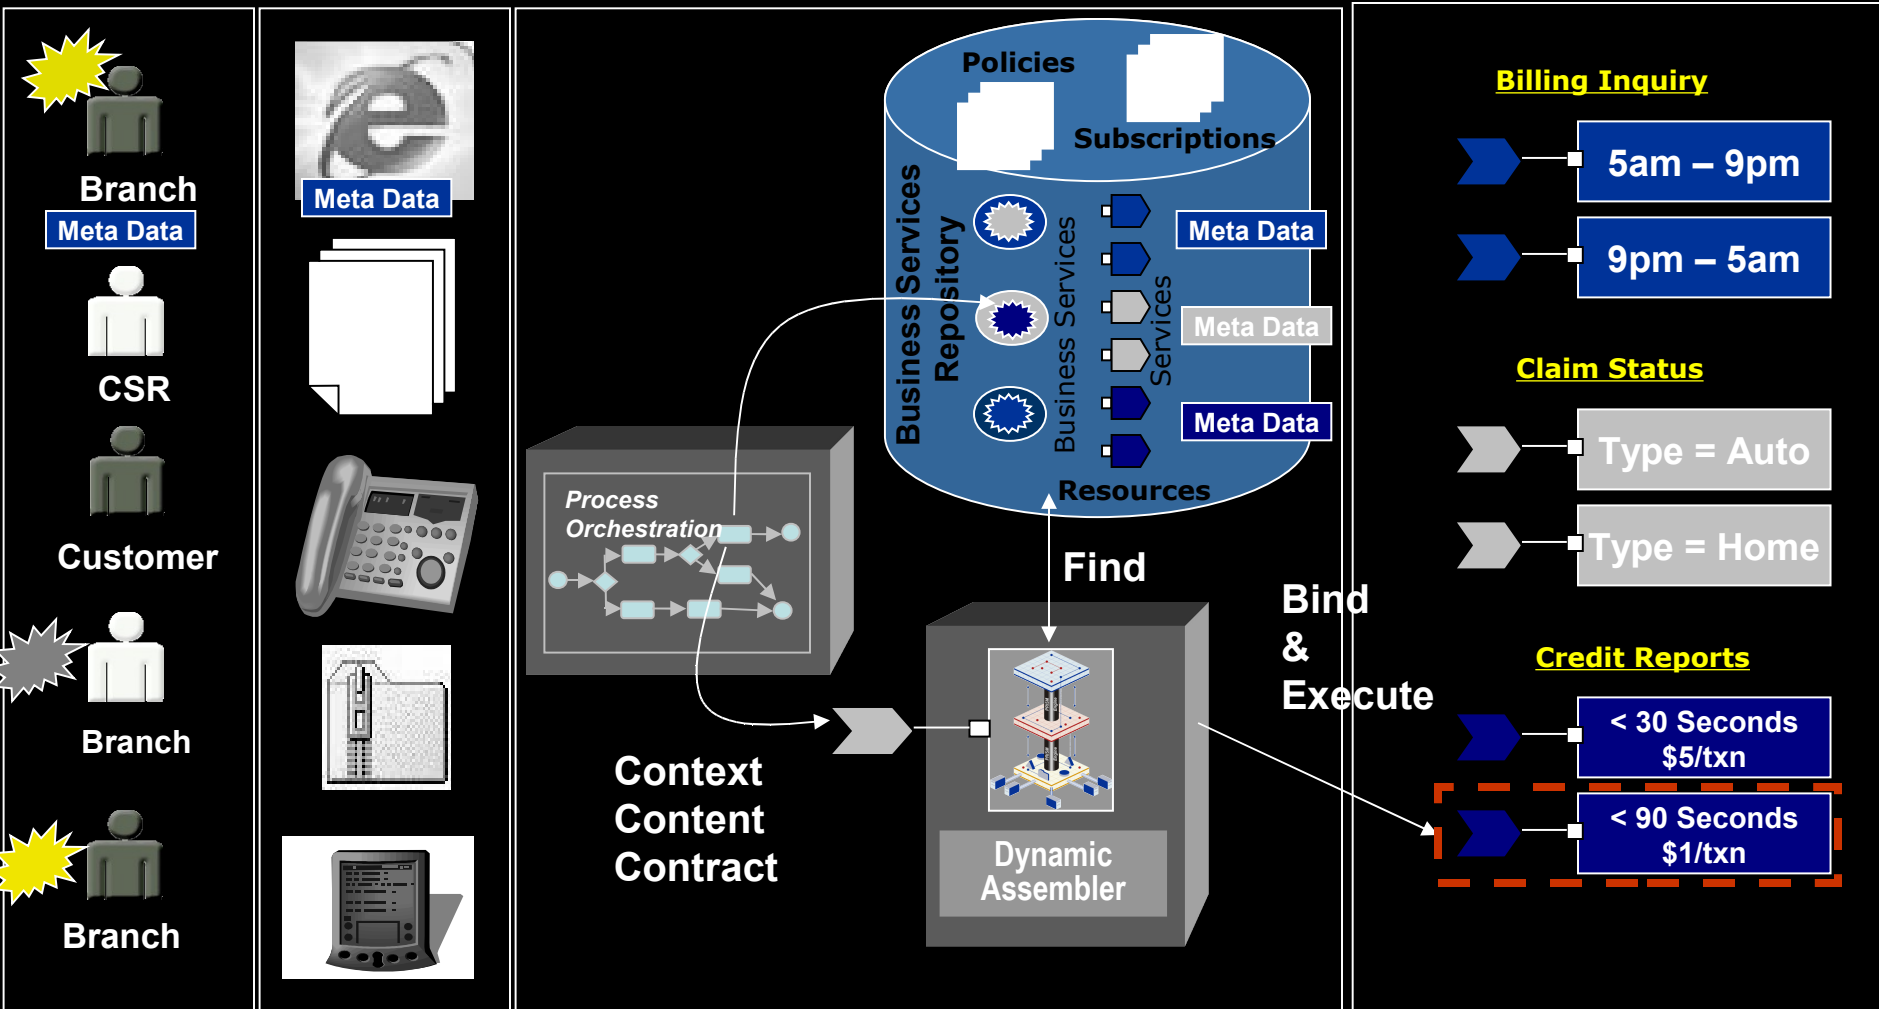 Branch
Meta Data
CSR
Customer
Branch
Branch
Meta Data
Policies
Subscriptions
Business Services
Repository
Business Services
Services
Meta Data
Meta Data
Meta Data
Resources
Process
Orchestration
Find
Bind
&
Execute
Context
Content
Contract
Dynamic
Assembler
Billing Inquiry
5am – 9pm
9pm – 5am
Claim Status
Type = Auto
Type = Home
Credit Reports
< 30 Seconds
$5/txn
< 90 Seconds
$1/txn